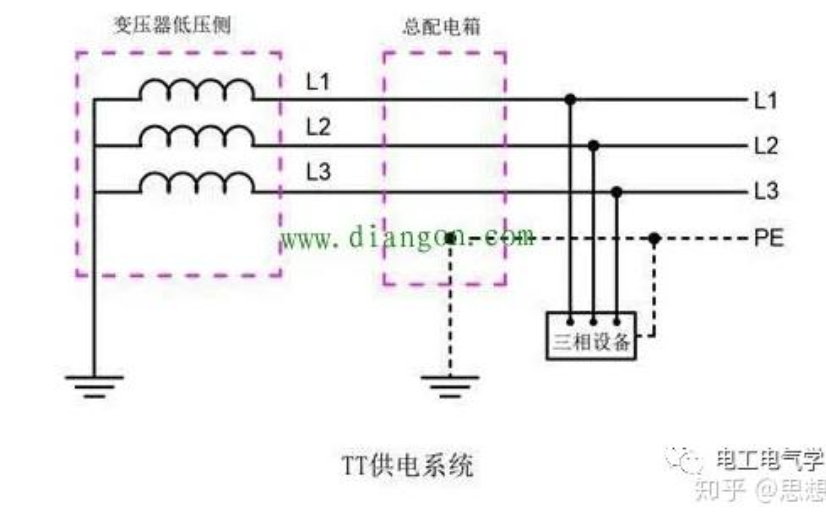 变压器低压侧
总配电箱
L1
L1
L2
L2
L3
L3
www.diangon.com
PE
三相设备
TT供电系统
电工电气学
知乎 @思想